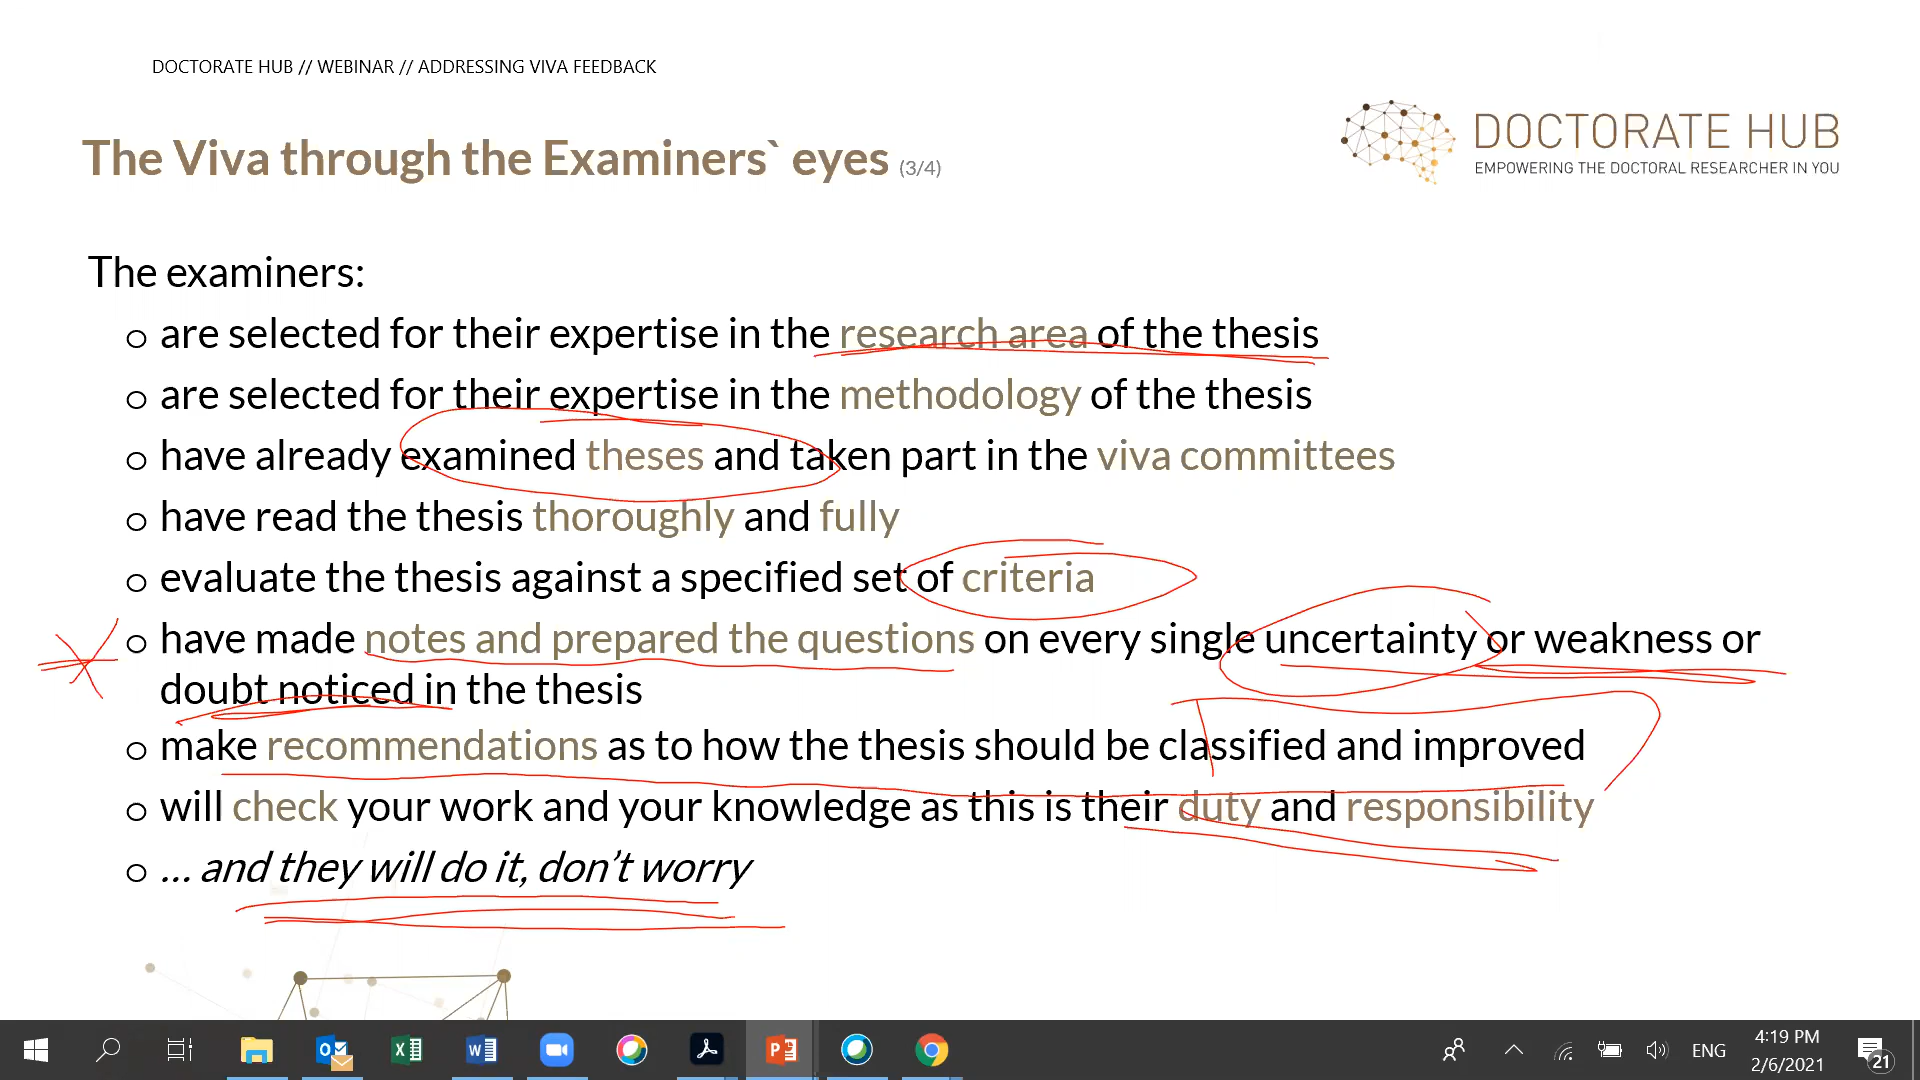 DOCTORATE HUB // WEBINAR // ADDRESSING VIVA FEEDBACK
The Viva through the Examiners` eyes (3/4)
DOCTORATE HUB
EMPOWERING THE DOCTORAL RESEARCHER IN YOU
The examiners:
o are selected for their expertise in the research area of the thesis
o are selected for their expertise in the methodology of the thesis
o have already examined theses and taken part in the viva committees
o have read the thesis thoroughly and fully
o evaluate the thesis against a specified set of criteria
o have made notes and prepared the questions on every single uncertainty or weakness or
doubt noticed in the thesis
o make recommendations as to how the thesis should be classified and improved
o will check your work and your knowledge as this is their duty and responsibility
o ... and they will do it, don’t worry
ENG
4:19 PM
2/6/2021
21